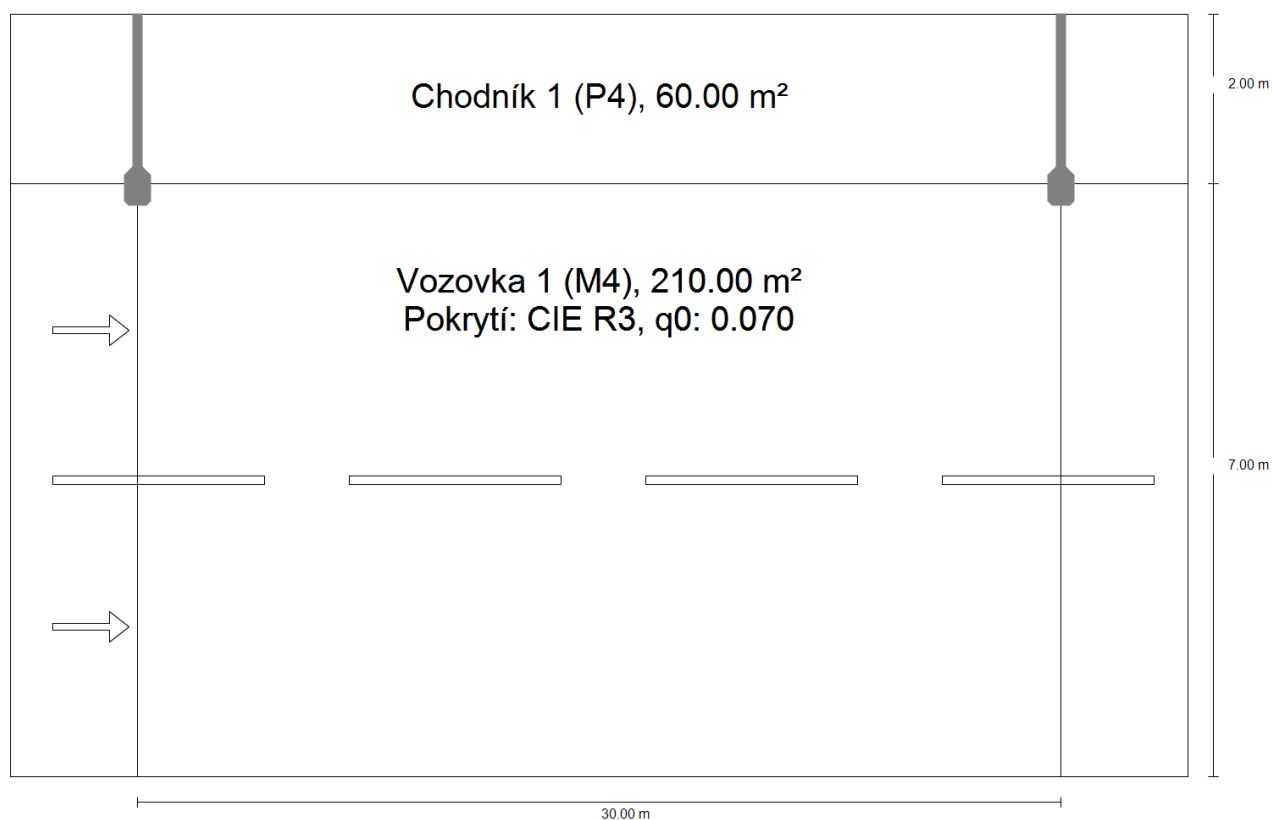 Chodník 1 (P4), 60.00 m²
2.00 m
Vozovka 1 (M4), 210.00 m²
Pokrytí: CIE R3, q0: 0.070
7.00 m
30.00 m